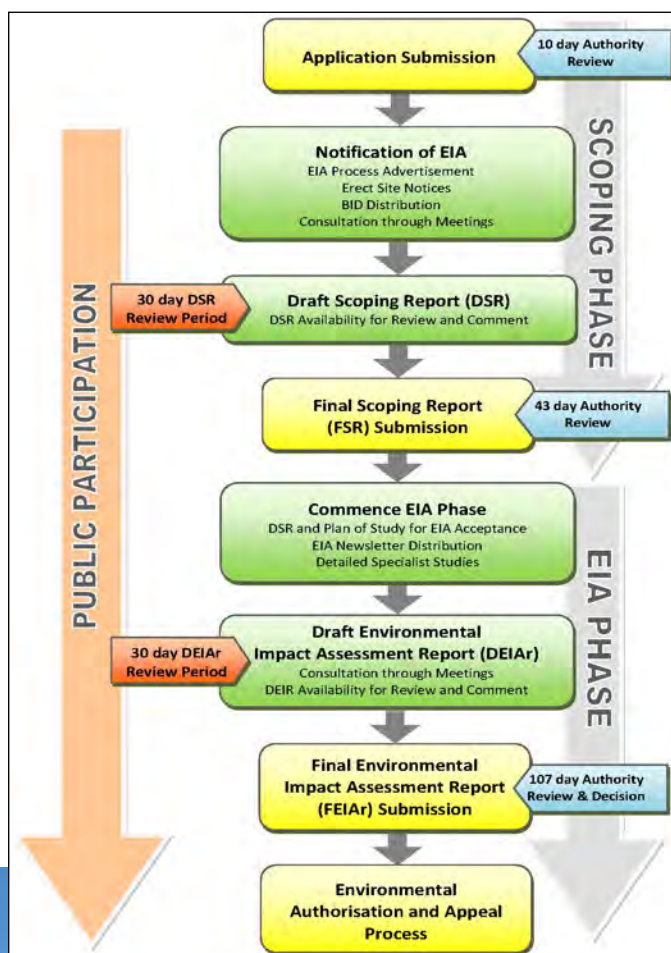 Application Submission
10 day Authority
Review
SCOPING PHASE
Notification of EIA
EIA Process Advertisement
Erect Site Notices
BID Distribution
Consultation through Meetings
PUBLIC PARTICIPATION
30 day DSR
Review Period
Draft Scoping Report (DSR)
DSR Availability for Review and Comment
Final Scoping Report
(FSR) Submission
43 day Authority
Review
Commence EIA Phase
DSR and Plan of Study for EIA Acceptance
EIA Newsletter Distribution
Detailed Specialist Studies
EIA PHASE
30 day DEIAr
Review Period
Draft Environmental
Impact Assessment Report (DEIAr)
Consultation through Meetings
DEIR Availability for Review and Comment
Final Environmental
Impact Assessment Report
(FEIAr) Submission
107 day Authority
Review & Decision
Environmental
Authorisation and Appeal
Process